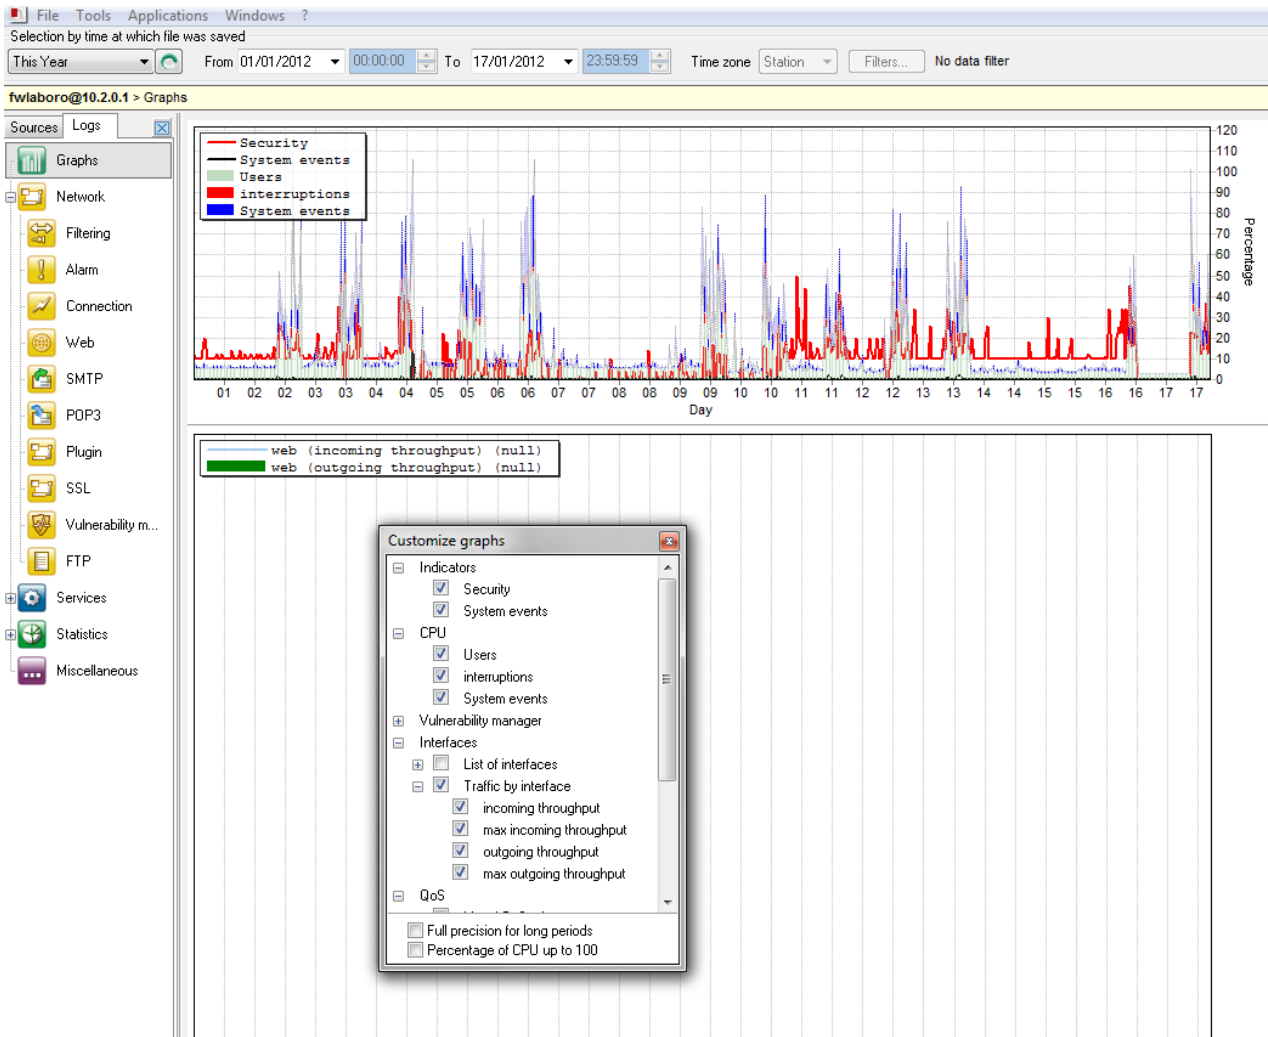 File Tools Applications Windows ?
Selection by time at which file was saved
This Year From 01/01/2012 00:00:00 To 17/01/2012 23:59:59 Time zone Station Filters... No data filter
fwlaboro@10.2.0.1 > Graphs
Sources Logs
Graphs
Network
Filtering
Alarm
Connection
Web
SMTP
POP3
Plugin
SSL
Vulnerability m...
FTP
Services
Statistics
Miscellaneous
Security
System events
Users
interruptions
System events
120
110
100
90
80
70
60
50
40
30
20
10
0
Percentage
01 02 02 03 03 04 04 05 05 06 06 07 07 08 08 09 09 10 10 11 11 12 12 13 13 14 14 15 15 16 16 17 17
Day
web (incoming throughput) (null)
web (outgoing throughput) (null)
Customize graphs
Indicators
Security
System events
CPU
Users
interruptions
System events
Vulnerability manager
Interfaces
List of interfaces
Traffic by interface
incoming throughput
max incoming throughput
outgoing throughput
max outgoing throughput
QoS
Full precision for long periods
Percentage of CPU up to 100